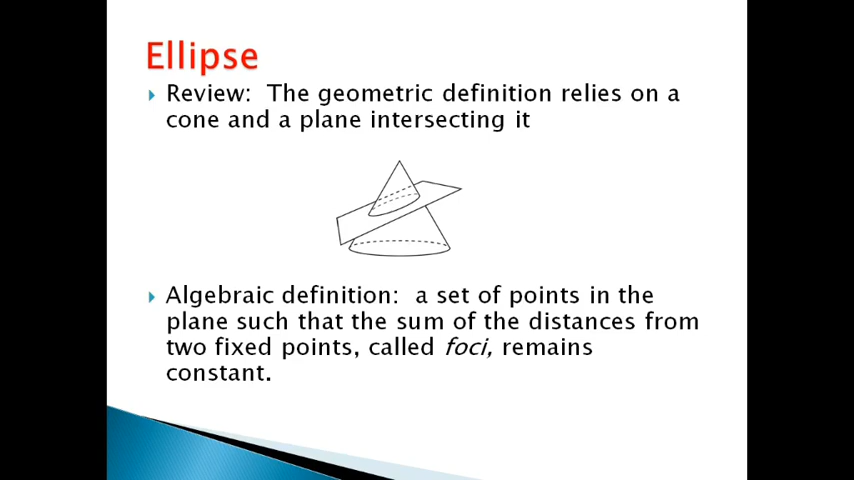 Ellipse
Review: The geometric definition relies on a
cone and a plane intersecting it
Algebraic definition: a set of points in the
plane such that the sum of the distances from
two fixed points, called foci, remains
constant.